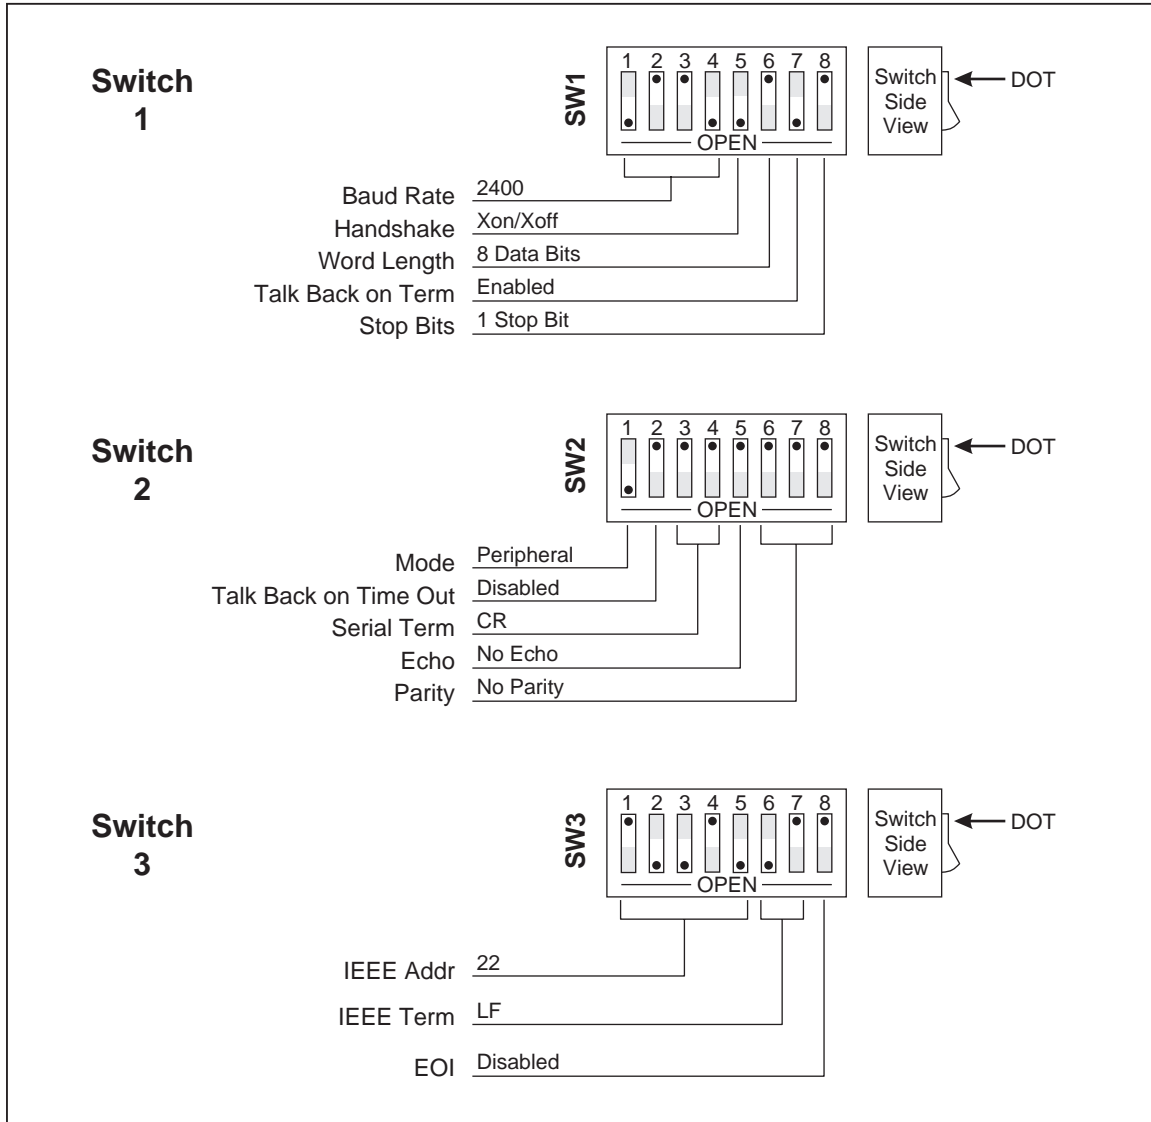 Switch
1
SW1
1 2 3 4 5 6 7 8
OPEN
Switch
Side
View
DOT
Baud Rate 2400
Handshake Xon/Xoff
Word Length 8 Data Bits
Talk Back on Term Enabled
Stop Bits 1 Stop Bit
Switch
2
SW2
1 2 3 4 5 6 7 8
OPEN
Switch
Side
View
DOT
Mode Peripheral
Talk Back on Time Out Disabled
Serial Term CR
Echo No Echo
Parity No Parity
Switch
3
SW3
1 2 3 4 5 6 7 8
OPEN
Switch
Side
View
DOT
IEEE Addr 22
IEEE Term LF
EOI Disabled